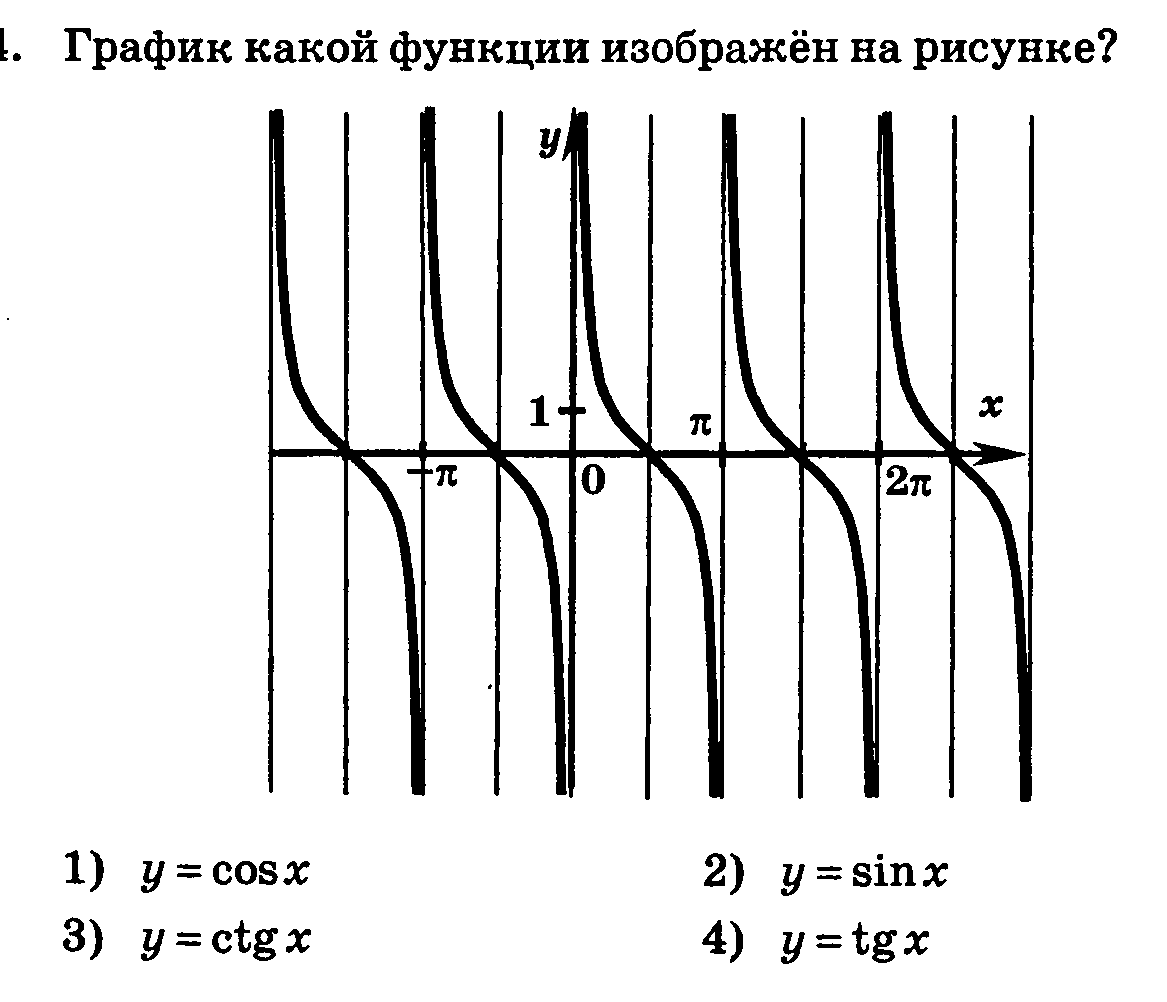 4. График какой функции изображён на рисунке?
y
1
π
x
−π
0
2π
1) y = cos x
2) y = sin x
3) y = ctg x
4) y = tg x